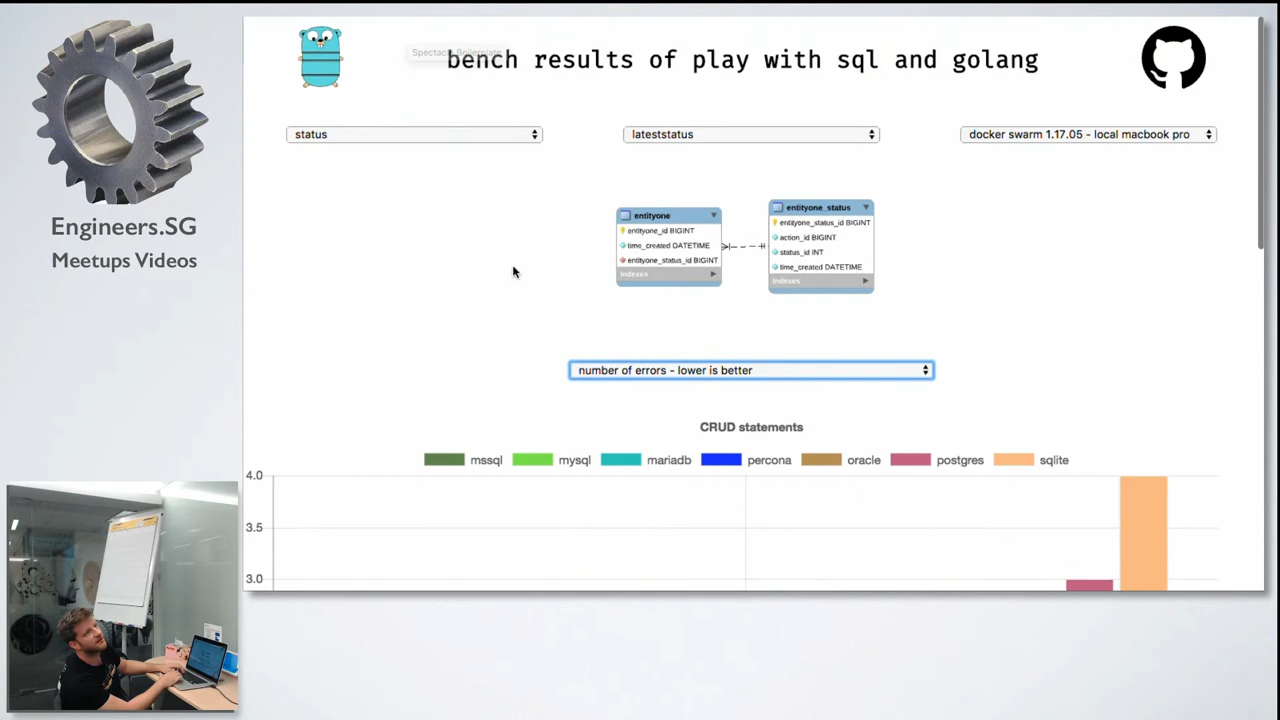 Engineers.SG
Meetups Videos
Spectacle Boilerplate
bench results of play with sql and golang
status
lateststatus
docker swarm 1.17.05 - local macbook pro
entityone
entityone_id BIGINT
time_created DATETIME
entityone_status_id BIGINT
Indexes
entityone_status
entityone_status_id BIGINT
action_id BIGINT
status_id INT
time_created DATETIME
Indexes
number of errors - lower is better
CRUD statements
mssql
mysql
mariadb
percona
oracle
postgres
sqlite
4.0
3.5
3.0